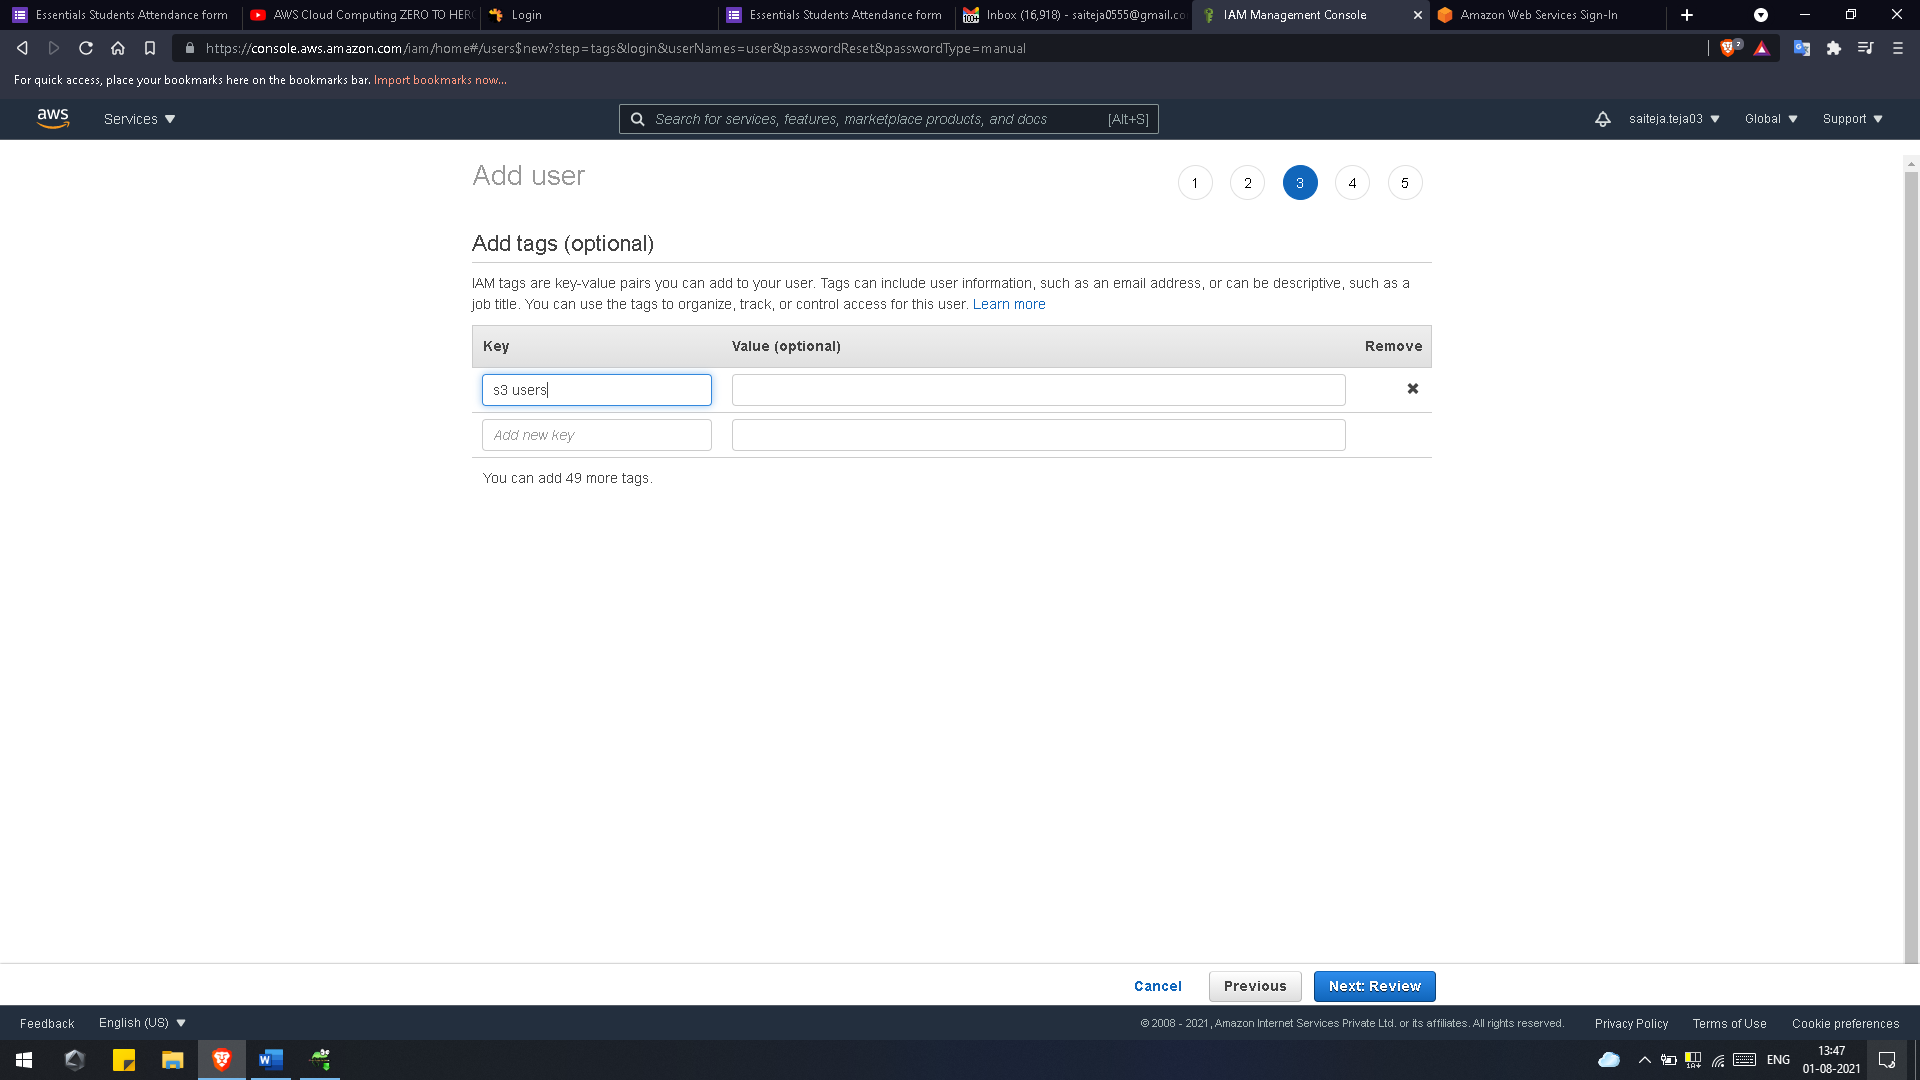 Essentials Students Attendance form
AWS Cloud Computing ZERO TO HER
Login
Essentials Students Attendance form
100+
Inbox (16,918) - saiteja0555@gmail.co
IAM Management Console
Amazon Web Services Sign-In
https://console.aws.amazon.com/iam/home#/users$new?step=tags&login&userNames=user&passwordReset&passwordType=manual
For quick access, place your bookmarks here on the bookmarks bar. Import bookmarks now...
aws
Services
Search for services, features, marketplace products, and docs
[Alt+S]
saiteja.teja03
Global
Support
Add user
1
2
3
4
5
Add tags (optional)
IAM tags are key-value pairs you can add to your user. Tags can include user information, such as an email address, or can be descriptive, such as a
job title. You can use the tags to organize, track, or control access for this user. Learn more
Key
Value (optional)
Remove
s3 users
Add new key
You can add 49 more tags.
Cancel
Previous
Next: Review
Feedback
English (US)
© 2008 - 2021, Amazon Internet Services Private Ltd. or its affiliates. All rights reserved.
Privacy Policy
Terms of Use
Cookie preferences
ENG
13:47
01-08-2021